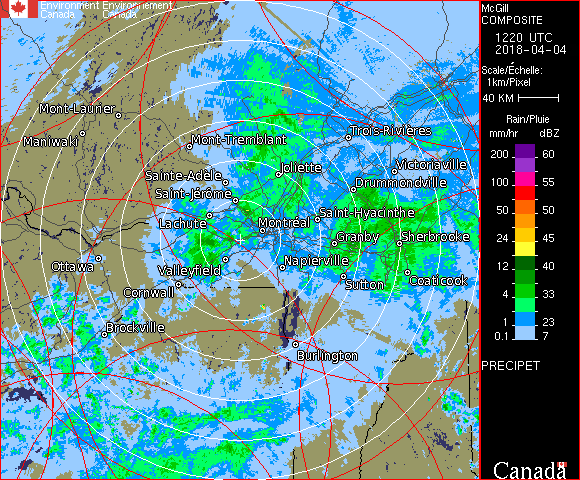 Environment Environnement
Canada Canada
McGill
COMPOSITE
1220 UTC
2018-04-04
Scale/Échelle:
1km/Pixel
40 KM
Rain/Pluie
mm/hr dBZ
200 60
100 55
50 50
24 45
12 40
4 33
1 23
0.1 7
PRECIPET
Canada
Mont-Laurier
Maniwaki
Mont-Tremblant
Trois-Rivières
Sainte-Adèle
Joliette
Victoriaville
Saint-Jérôme
Drummondville
Lachute
Montréal
Saint-Hyacinthe
Granby
Sherbrooke
Ottawa
Valleyfield
Napierville
Cornwall
Sutton
Coaticook
Brockville
Burlington